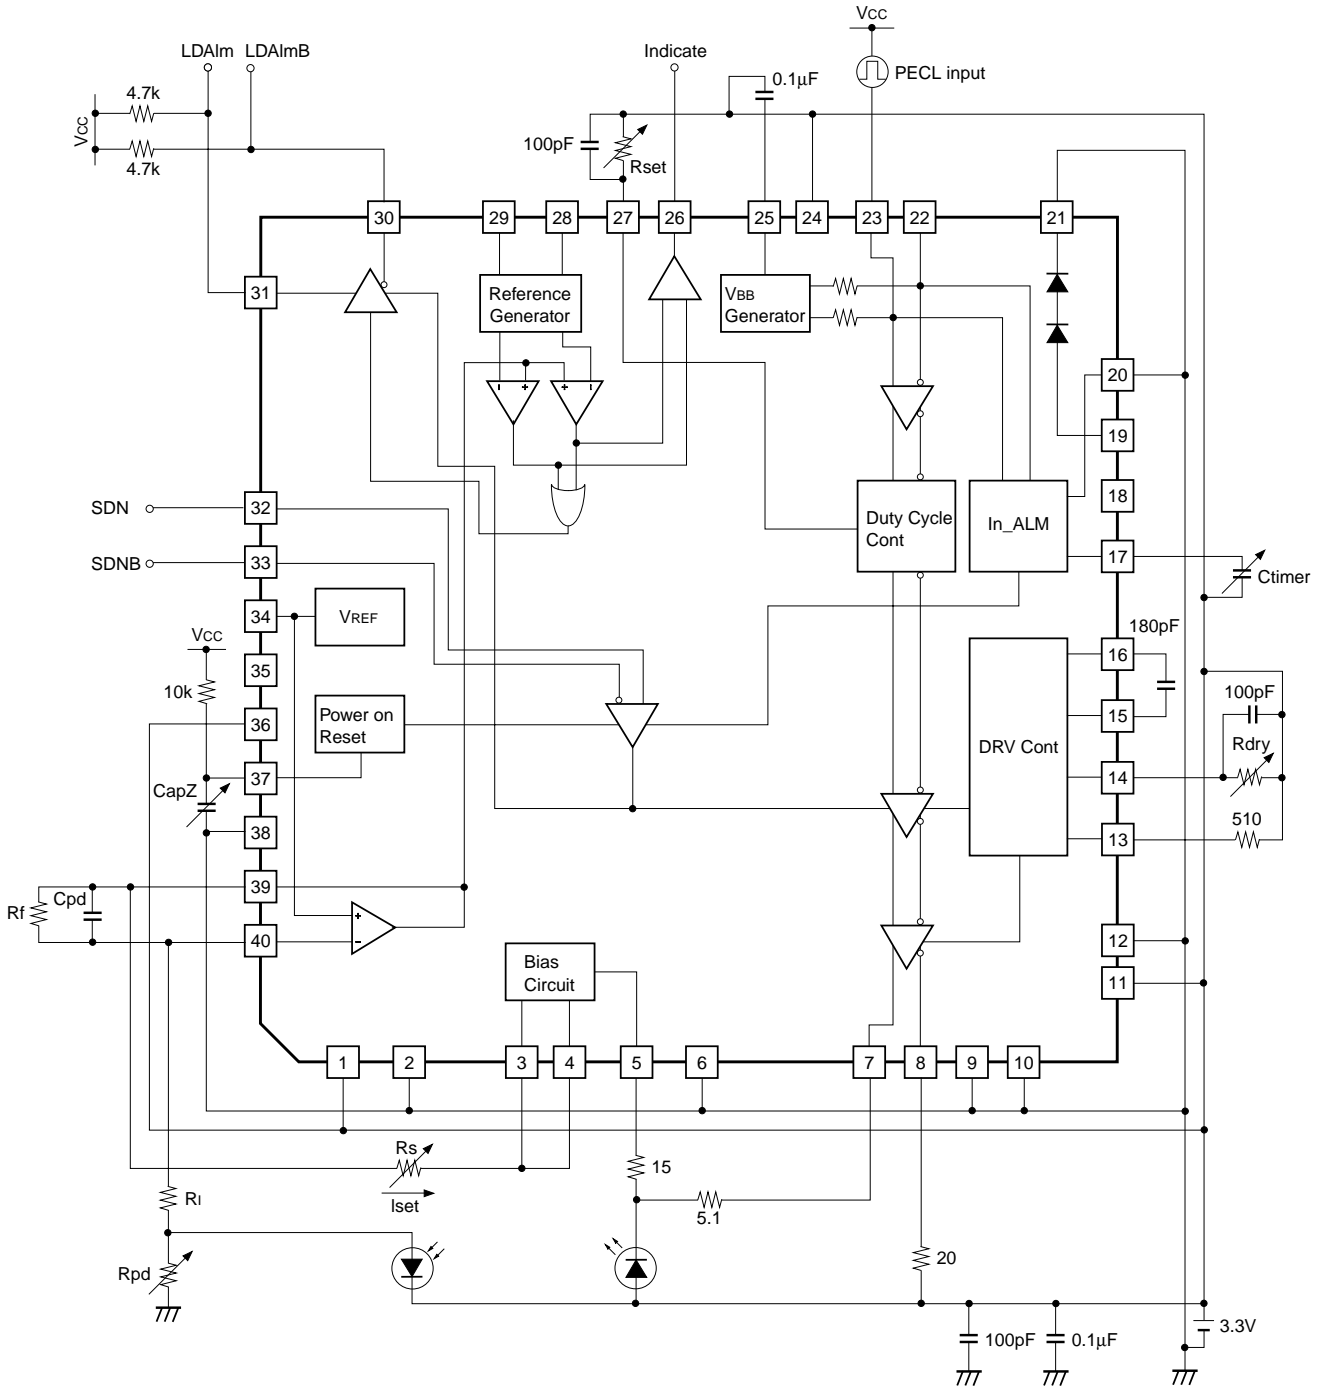 VCC
LDAlm LDAlmB
Indicate
PECL input
0.1µF
4.7k
VCC
4.7k
100pF
Rset
30 29 28 27 26 25 24 23 22 21
31
Reference
Generator
VBB
Generator
- +
+ -
20
19
18
17
Ctimer
SDN
32
SDNB
33
Duty Cycle
Cont
In_ALM
34
VREF
VCC
10k
35
36
Power on
Reset
37
CapZ
38
180pF
16
100pF
15
DRV Cont
Rdry
14
510
13
39
Cpd
Rf
40
+
-
12
11
Bias
Circuit
1 2 3 4 5 6 7 8 9 10
Rs
Iset
15
5.1
RI
Rpd
20
100pF
0.1µF
3.3V